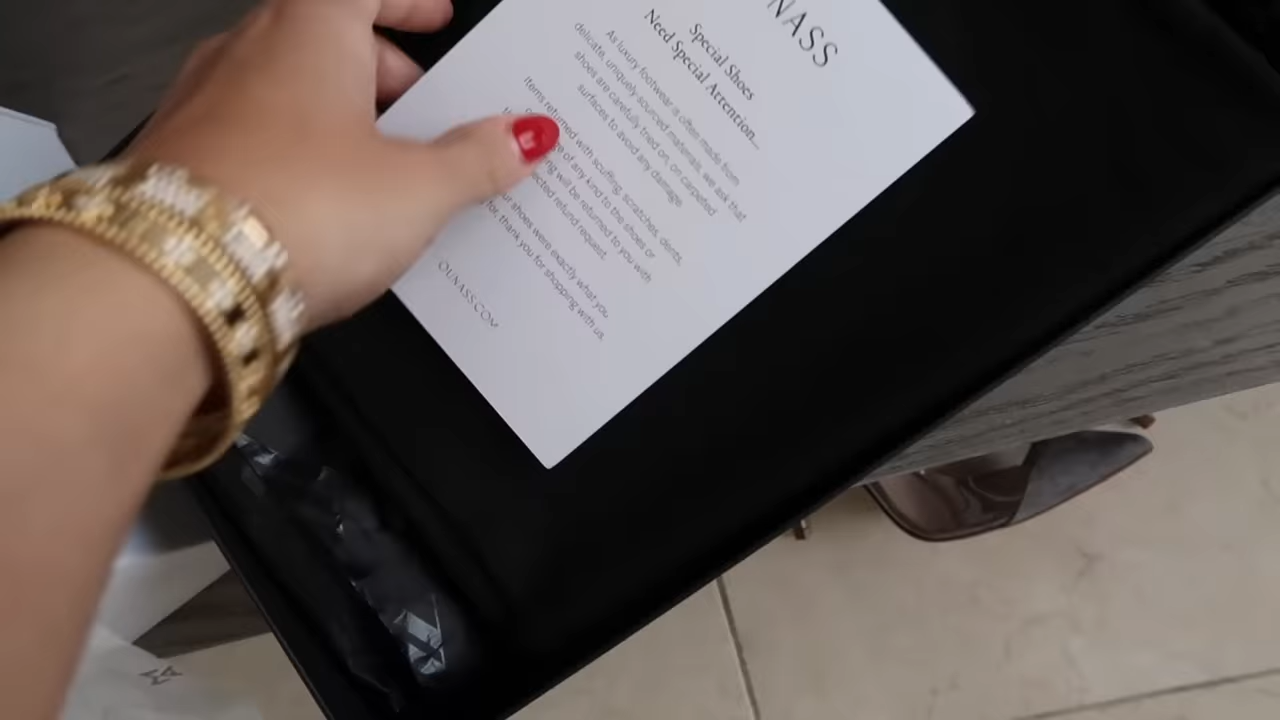 NASS
Special Shoes
Need Special Attention...
As luxury footwear is often made from
delicate, uniquely-sourced materials, we ask that
shoes are carefully tried on, on carpeted
surfaces to avoid any damage.
Items returned with scuffing, scratches, dents,
of any kind to the shoes or
will be returned to you with
refund request.
shoes were exactly what you
for, thank you for shopping with us.
OUNASS.COM